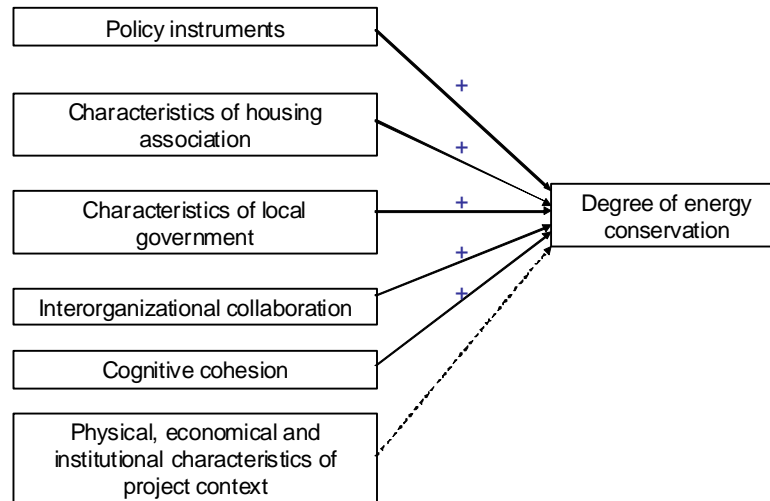 Policy instruments
+
Characteristics of housing
association
+
Characteristics of local
government
+
Degree of energy
conservation
Interorganizational collaboration
+
Cognitive cohesion
+
Physical, economical and
institutional characteristics of
project context